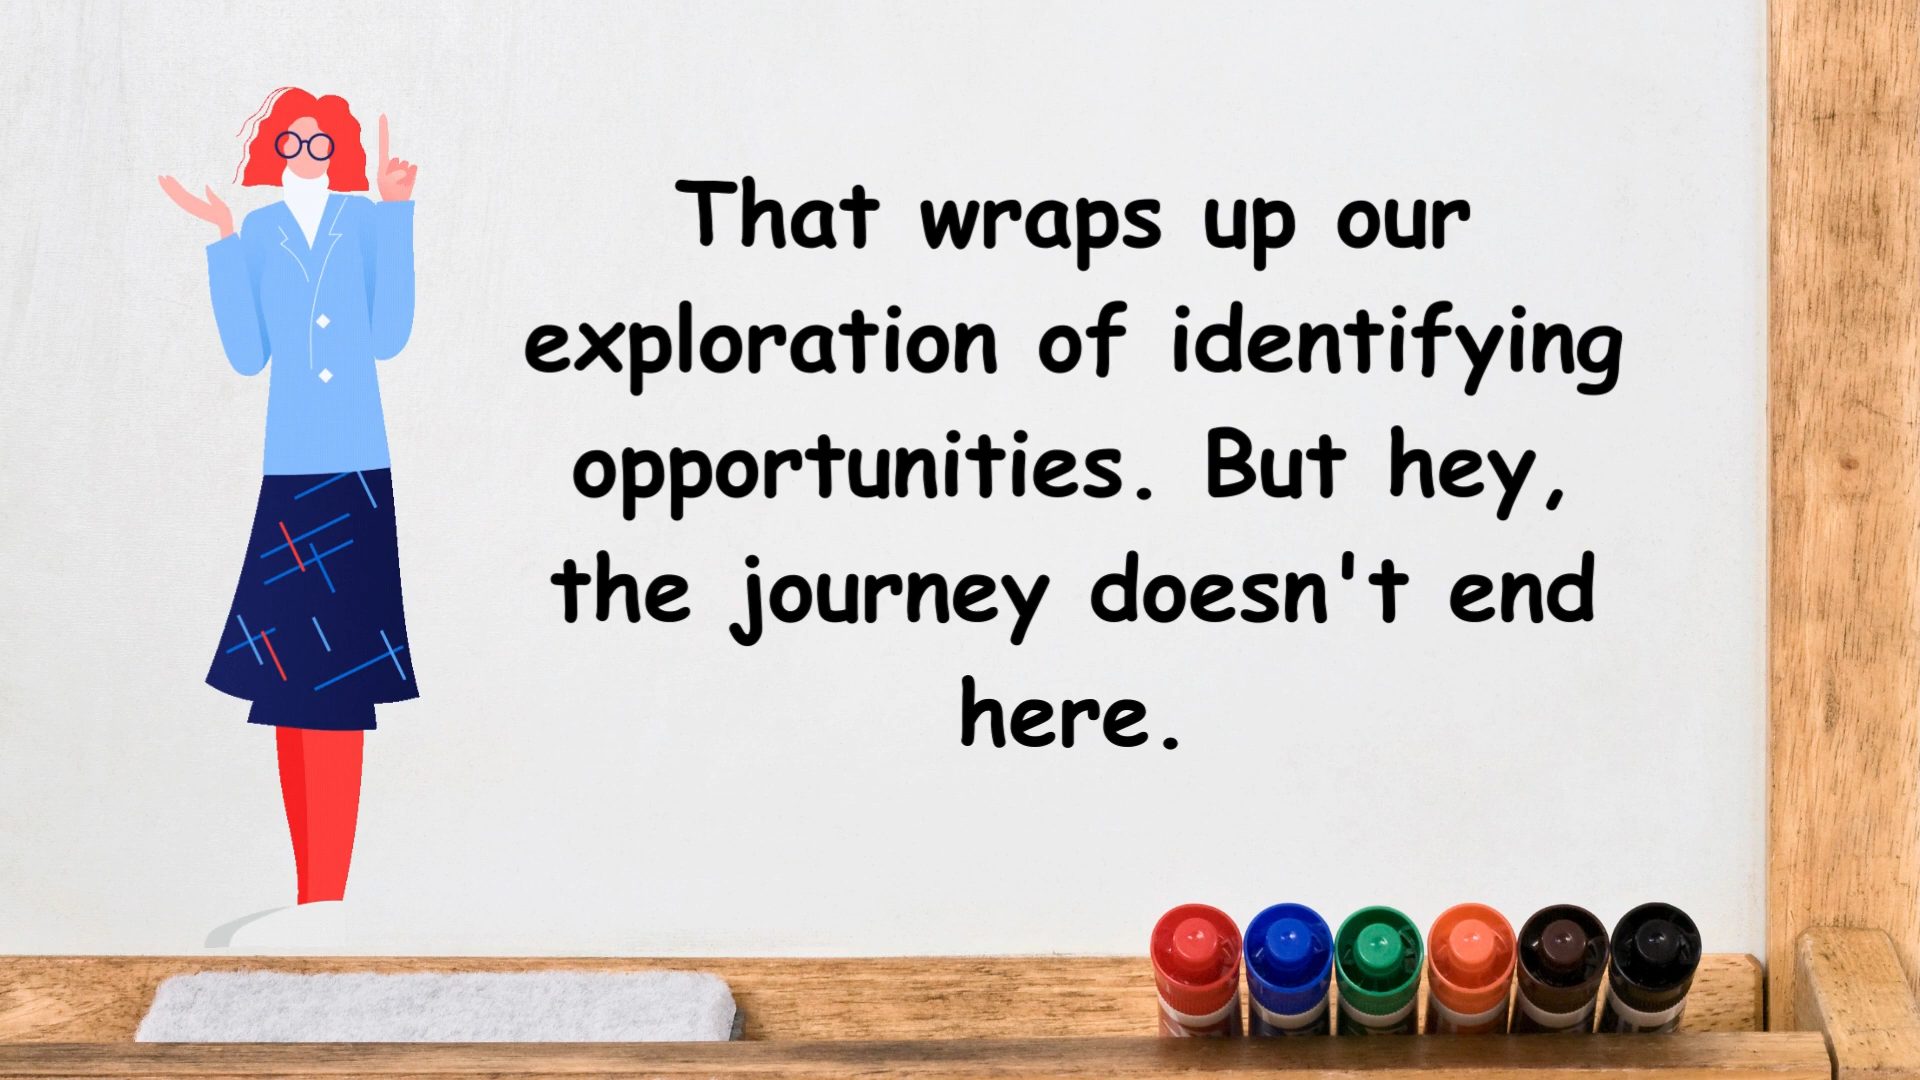 That wraps up our
exploration of identifying
opportunities. But hey,
the journey doesn't end
here.